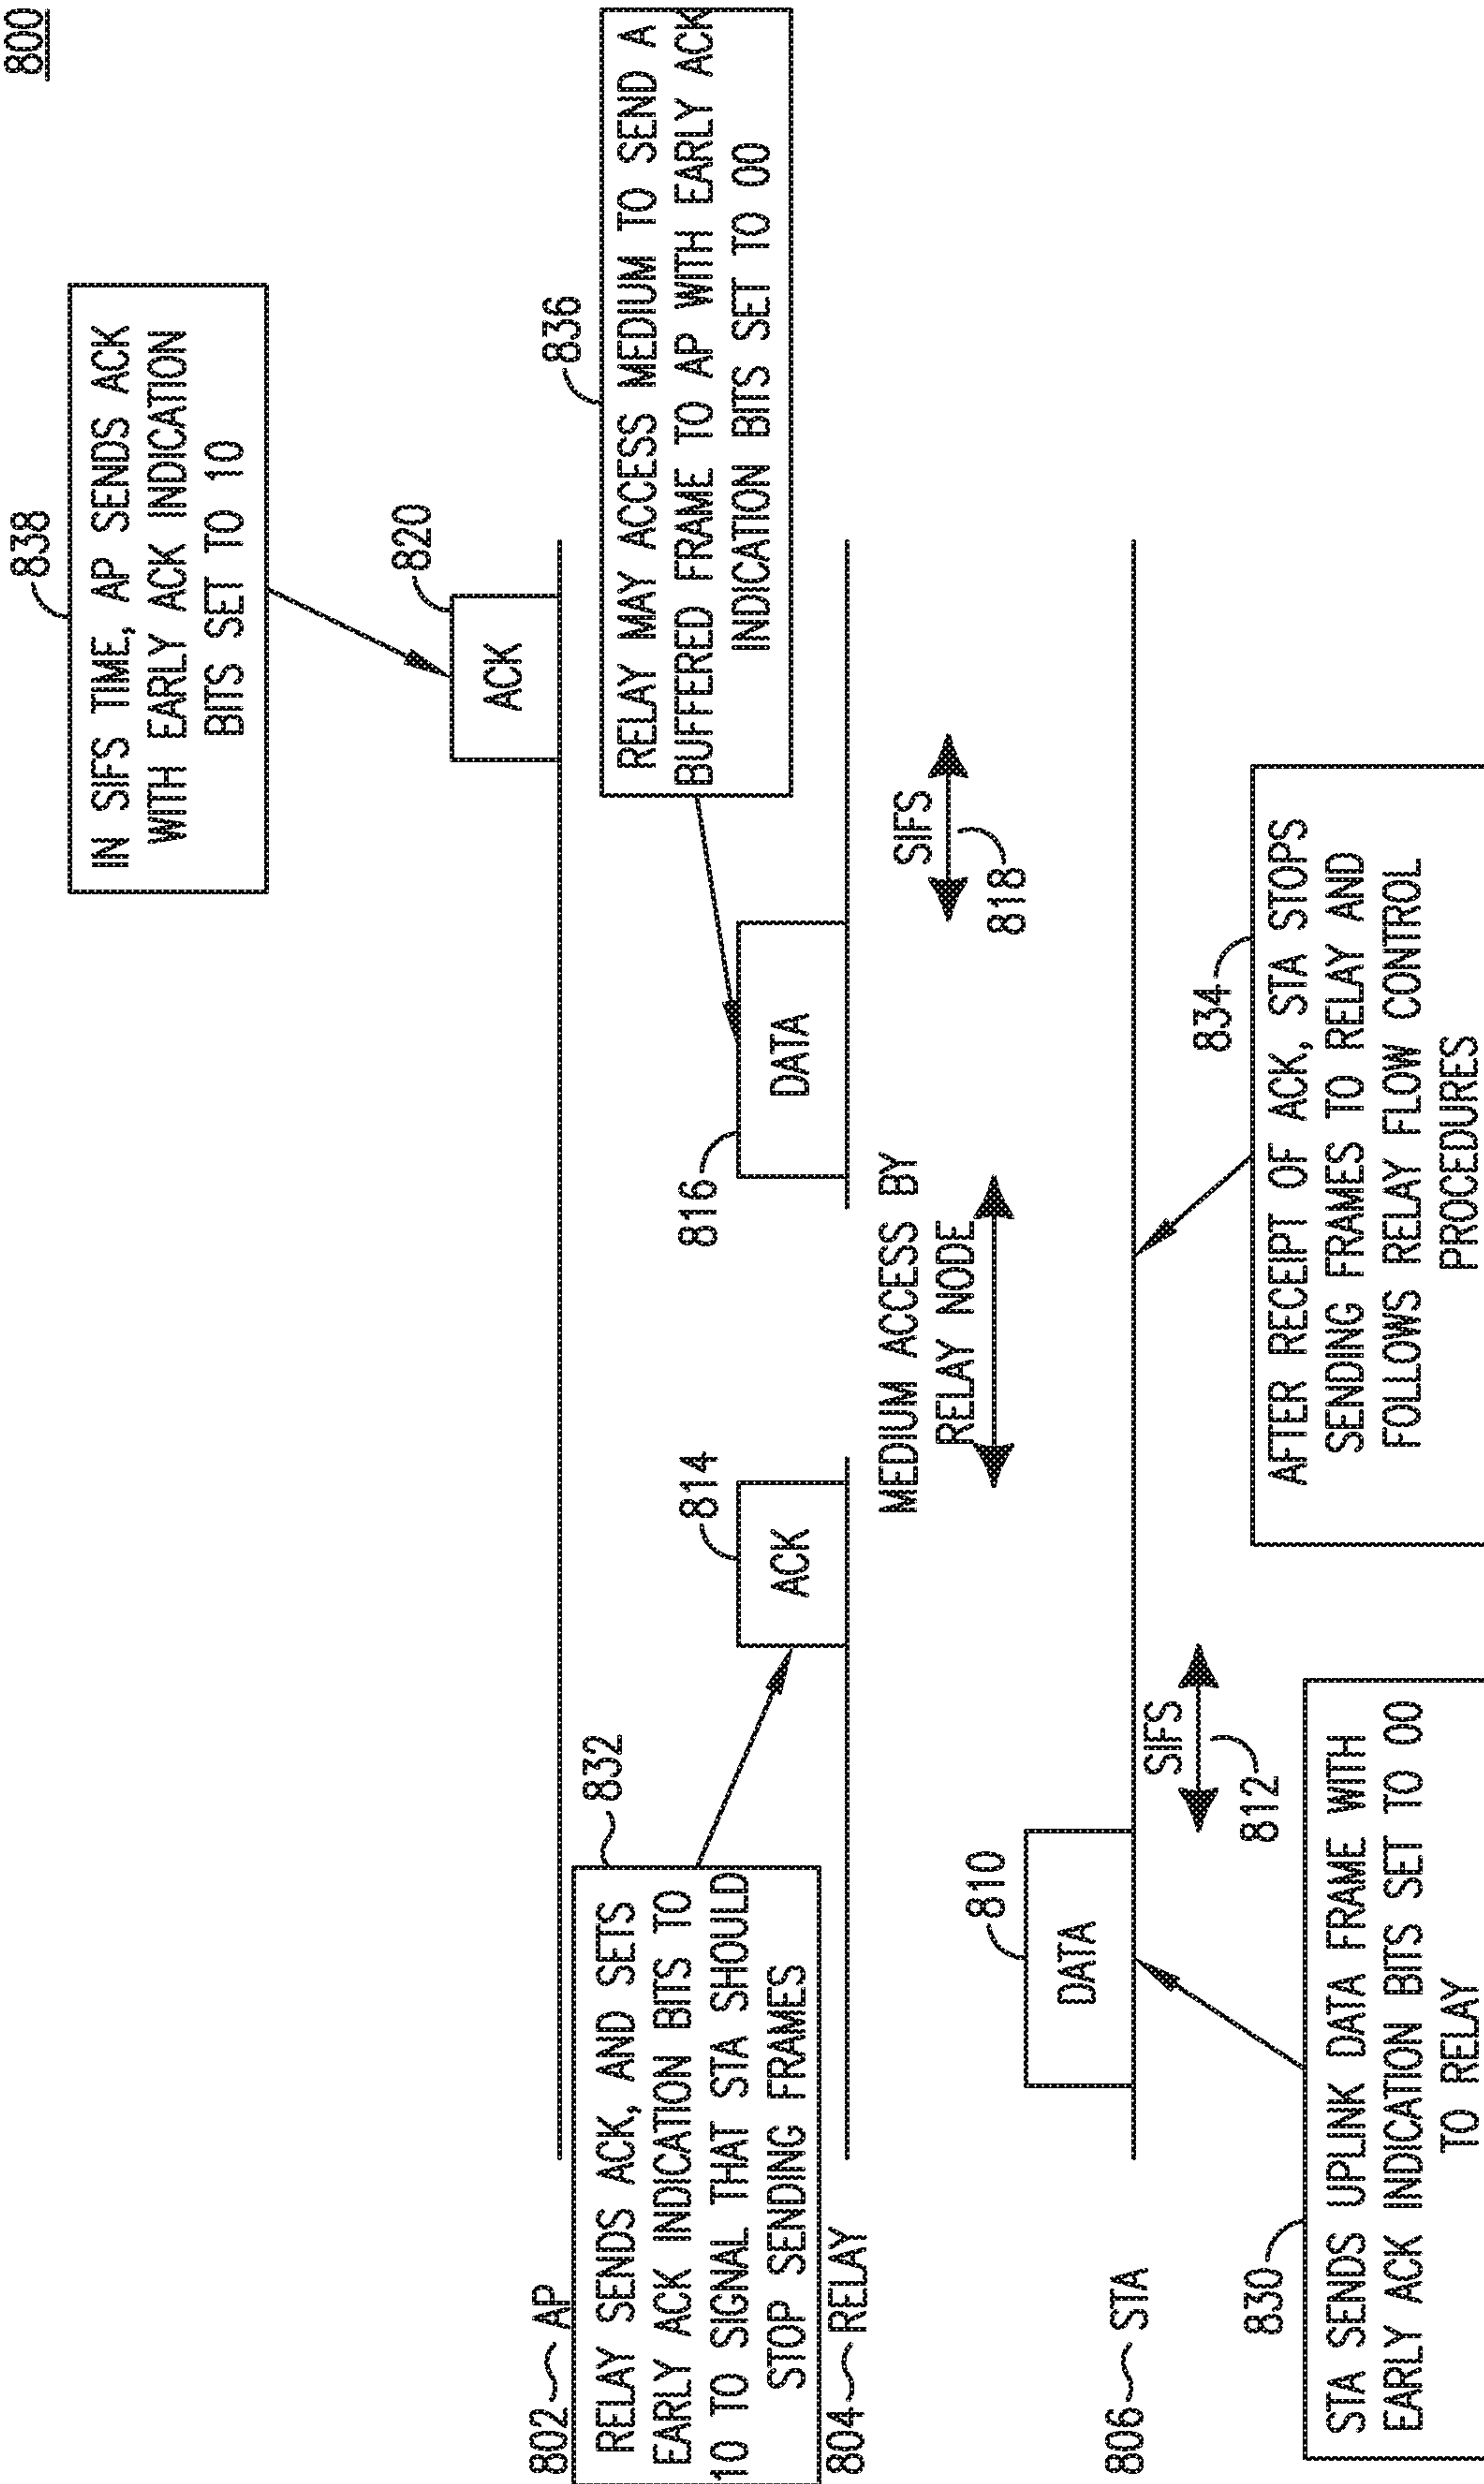 800
838
IN SIFS TIME, AP SENDS ACK
WITH EARLY ACK INDICATION
BITS SET TO 10
820
ACK
802
AP
RELAY SENDS ACK, AND SETS
EARLY ACK INDICATION BITS TO
10 TO SIGNAL THAT STA SHOULD
STOP SENDING FRAMES
832
814
ACK
816
DATA
836
RELAY MAY ACCESS MEDIUM TO SEND A
BUFFERED FRAME TO AP WITH EARLY ACK
INDICATION BITS SET TO 00
804
RELAY
MEDIUM ACCESS BY
RELAY NODE
SIFS
818
810
DATA
806
STA
SIFS
812
830
STA SENDS UPLINK DATA FRAME WITH
EARLY ACK INDICATION BITS SET TO 00
TO RELAY
834
AFTER RECEIPT OF ACK, STA STOPS
SENDING FRAMES TO RELAY AND
FOLLOWS RELAY FLOW CONTROL
PROCEDURES